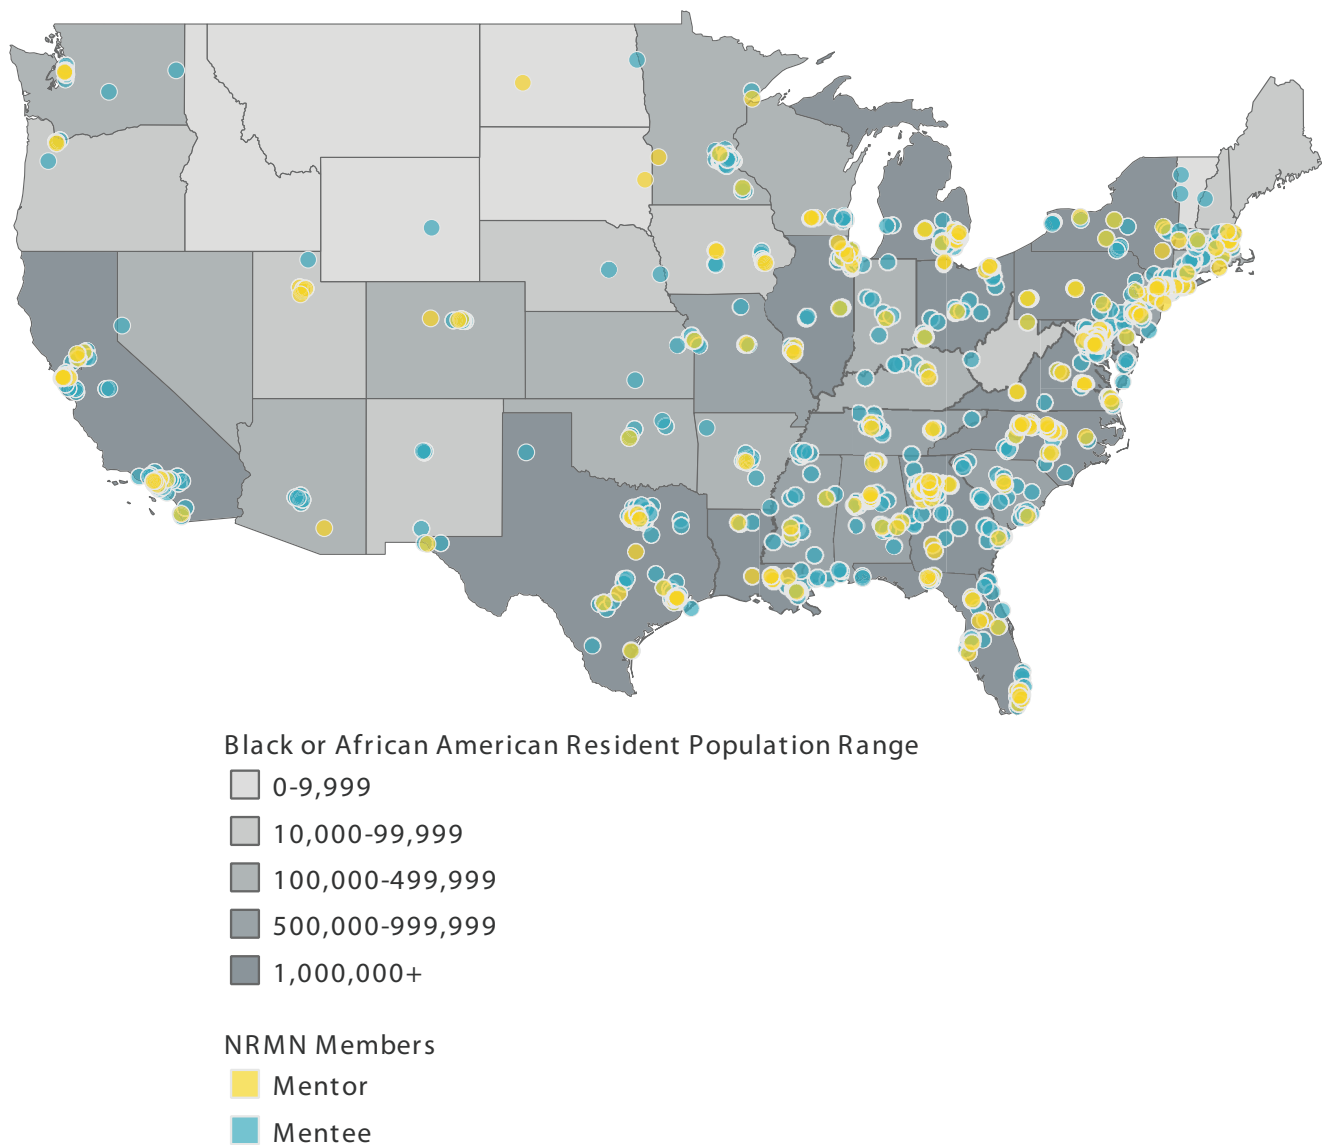 Black or African American Resident Population Range
0-9,999
10,000-99,999
100,000-499,999
500,000-999,999
1,000,000+
NRMN Members
Mentor
Mentee